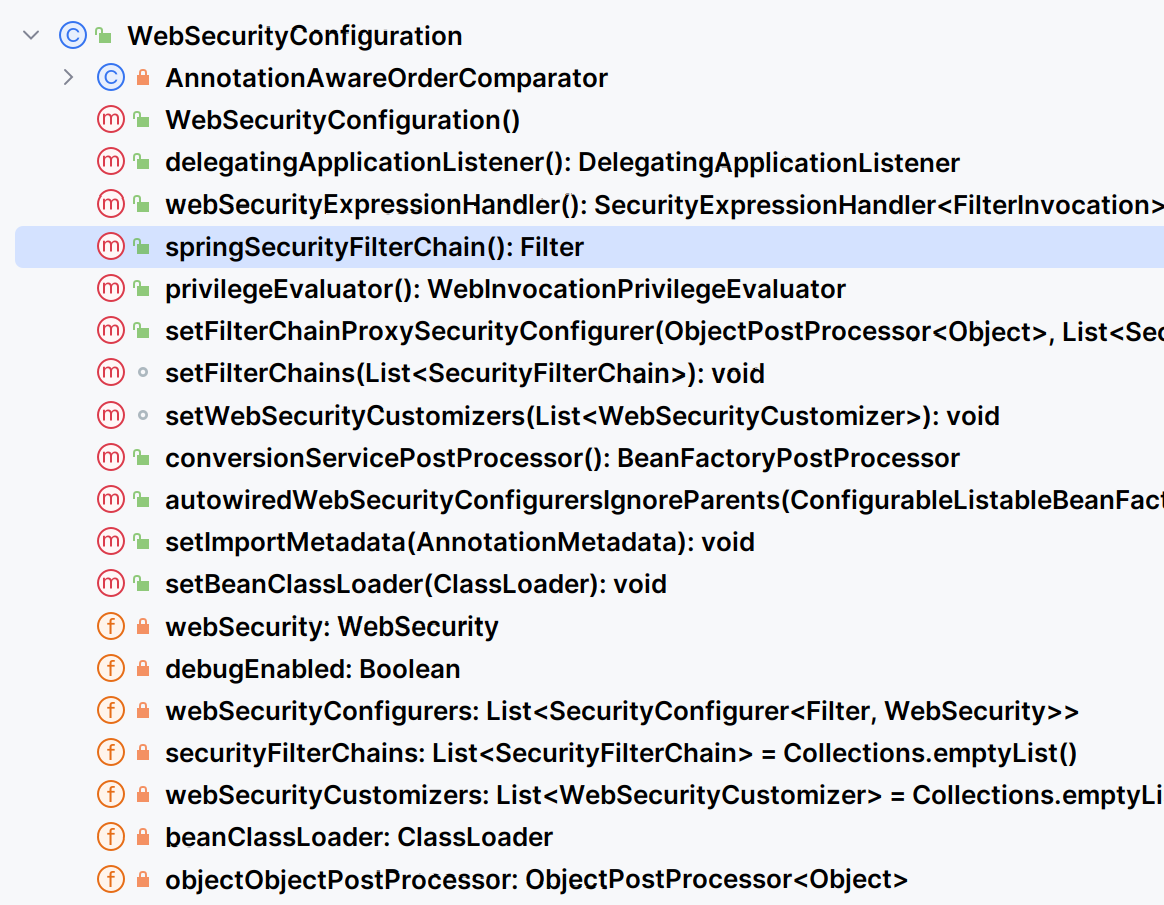 WebSecurityConfiguration
AnnotationAwareOrderComparator
WebSecurityConfiguration()
delegatingApplicationListener(): DelegatingApplicationListener
webSecurityExpressionHandler(): SecurityExpressionHandler<FilterInvocation>
springSecurityFilterChain(): Filter
privilegeEvaluator(): WebInvocationPrivilegeEvaluator
setFilterChainProxySecurityConfigurer(ObjectPostProcessor<Object>, List<Sec
setFilterChains(List<SecurityFilterChain>): void
setWebSecurityCustomizers(List<WebSecurityCustomizer>): void
conversionServicePostProcessor(): BeanFactoryPostProcessor
autowiredWebSecurityConfigurersIgnoreParents(ConfigurableListableBeanFact
setImportMetadata(AnnotationMetadata): void
setBeanClassLoader(ClassLoader): void
webSecurity: WebSecurity
debugEnabled: Boolean
webSecurityConfigurers: List<SecurityConfigurer<Filter, WebSecurity>>
securityFilterChains: List<SecurityFilterChain> = Collections.emptyList()
webSecurityCustomizers: List<WebSecurityCustomizer> = Collections.emptyLi
beanClassLoader: ClassLoader
objectObjectPostProcessor: ObjectPostProcessor<Object>